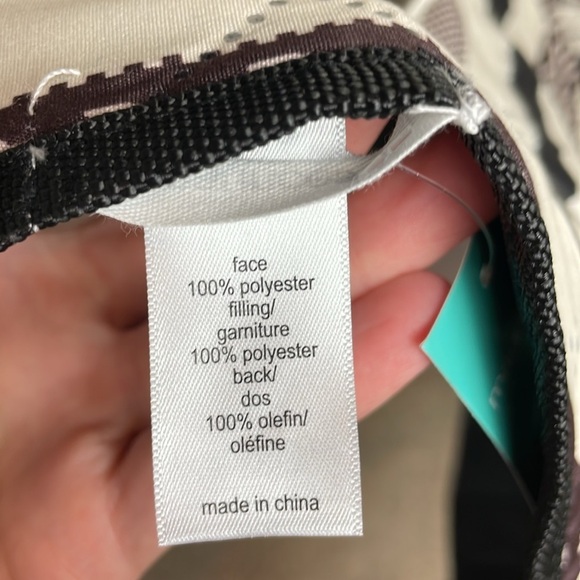 face
100% polyester
filling/
garniture
100% polyester
back/
dos
100% olefin/
oléfine
made in china